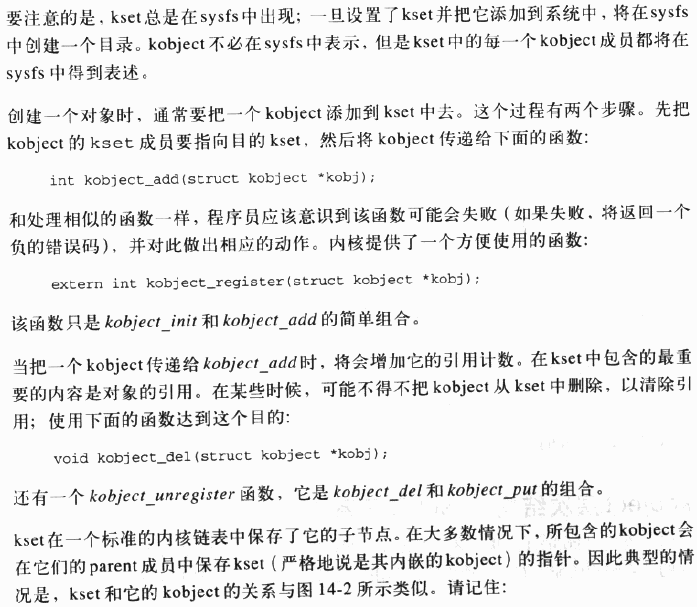 要注意的是，kset总是在sysfs中出现；一旦设置了kset并把它添加到系统中，将在sysfs
中创建一个目录。kobject不必在sysfs中表示，但是kset中的每一个kobject成员都将在
sysfs中得到表述。
创建一个对象时，通常要把一个kobject添加到kset中去。这个过程有两个步骤。先把
kobject的kset成员要指向目的kset，然后将kobject传递给下面的函数：
int kobject_add(struct kobject *kobj);
和处理相似的函数一样，程序员应该意识到该函数可能会失败（如果失败，将返回一个
负的错误码），并对此做出相应的动作。内核提供了一个方便使用的函数：
extern int kobject_register(struct kobject *kobj);
该函数只是kobject_init和kobject_add的简单组合。
当把一个kobject传递给kobject_add时，将会增加它的引用计数。在kset中包含的最重
要的内容是对象的引用。在某些时候，可能不得不把kobject从kset中删除，以清除引
用；使用下面的函数达到这个目的：
void kobject_del(struct kobject *kobj);
还有一个kobject_unregister函数，它是kobject_del和kobject_put的组合。
kset在一个标准的内核链表中保存了它的子节点。在大多数情况下，所包含的kobject会
在它们的parent成员中保存kset（严格地说是其内嵌的kobject）的指针。因此典型的情
况是，kset和它的kobject的关系与图14-2所示类似。请记住：